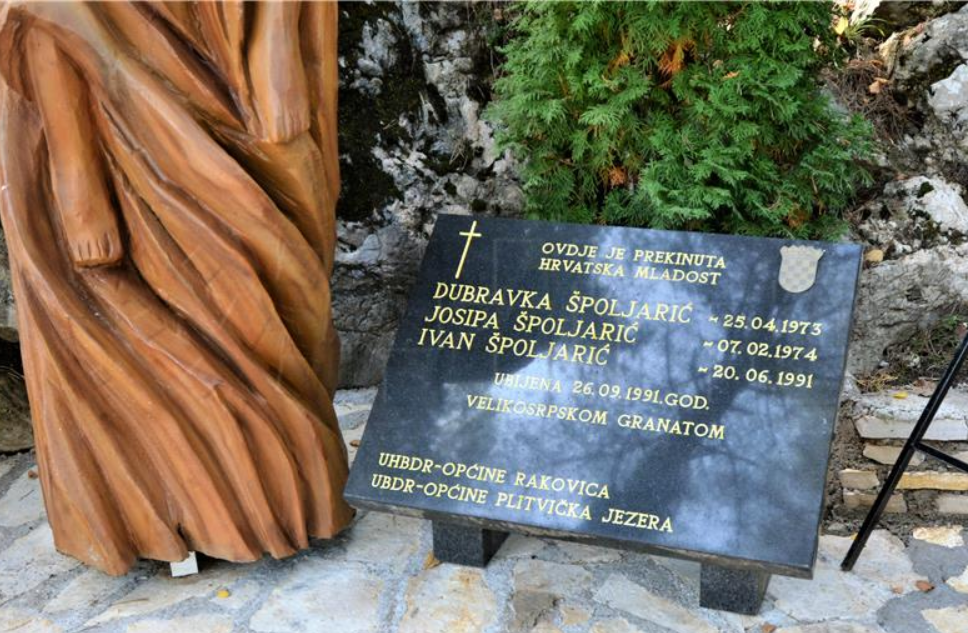 OVDJE JE PREKINUTA
HRVATSKA MLADOST
DUBRAVKA ŠPOLJARIĆ ~ 25.04.1973
JOSIPA ŠPOLJARIĆ ~ 07.02.1974
IVAN ŠPOLJARIĆ ~ 20.06.1991
UBIJENA 26.09.1991.GOD.
VELIKOSRPSKOM GRANATOM
UHBDR-OPĆINE RAKOVICA
UBDR-OPĆINE PLITVIČKA JEZERA